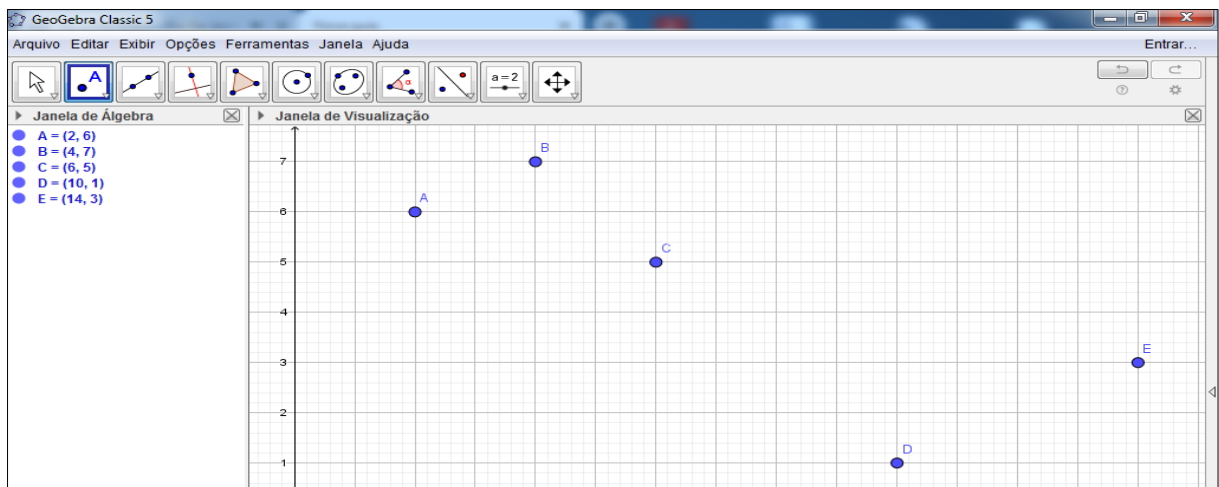 GeoGebra Classic 5
Arquivo Editar Exibir Opções Ferramentas Janela Ajuda
Entrar...
A
α
a=2
Janela de Álgebra
Janela de Visualização
A = (2, 6)
B = (4, 7)
C = (6, 5)
D = (10, 1)
E = (14, 3)
7
6
5
4
3
2
1
B
A
C
E
D